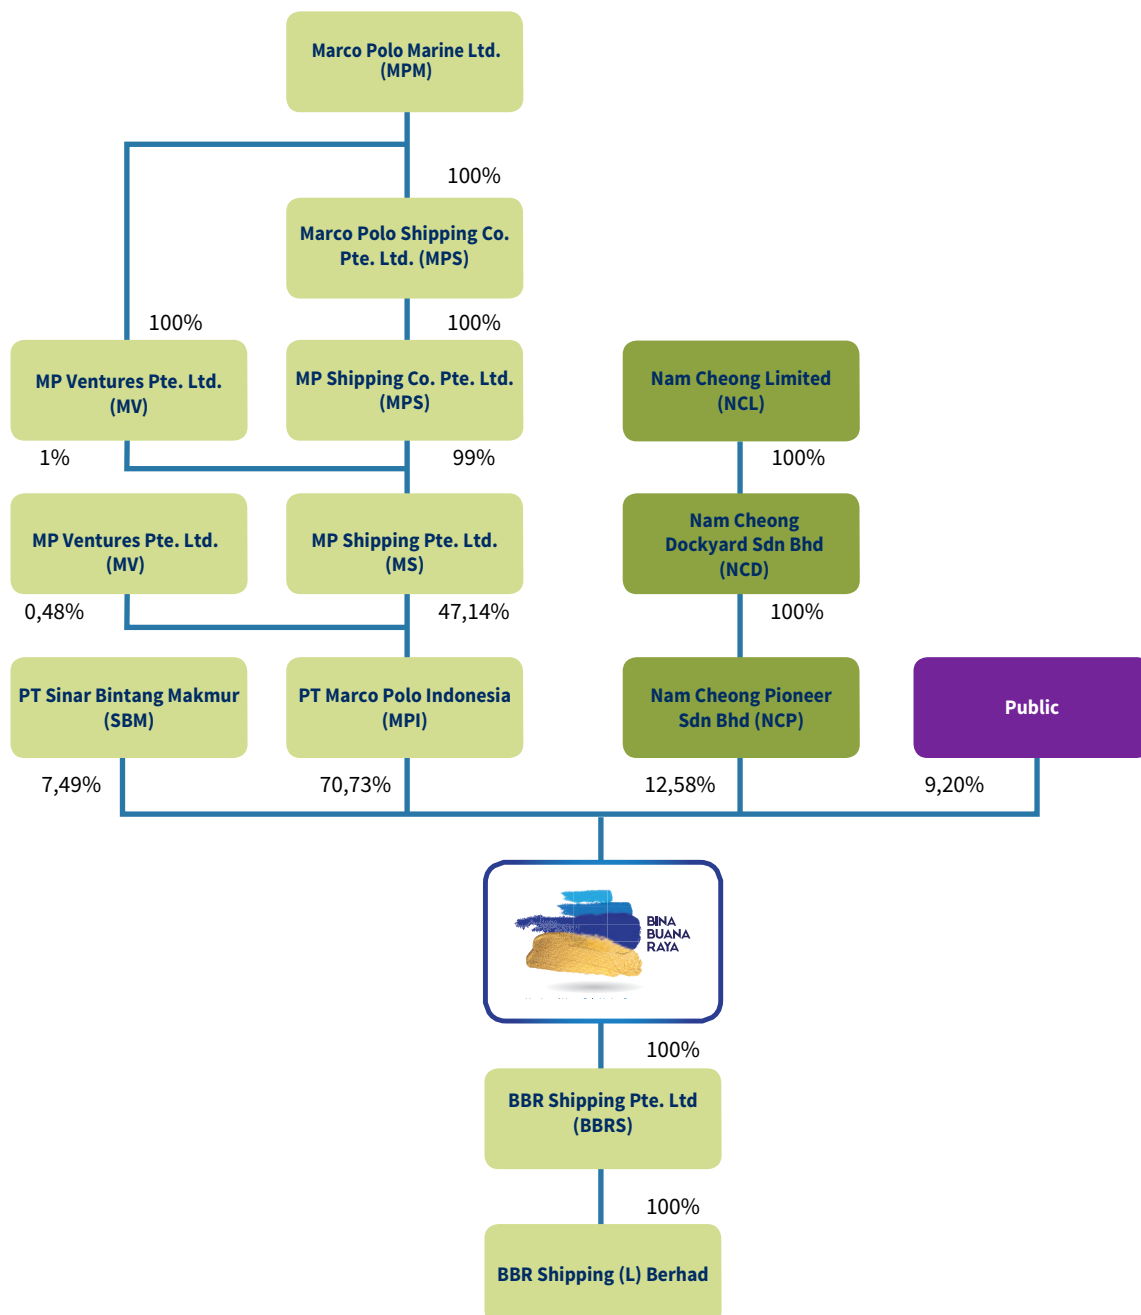 Marco Polo Marine Ltd.
(MPM)
100%
Marco Polo Shipping Co.
Pte. Ltd. (MPS)
100%
100%
MP Ventures Pte. Ltd.
(MV)
MP Shipping Co. Pte. Ltd.
(MPS)
Nam Cheong Limited
(NCL)
1%
99%
100%
MP Ventures Pte. Ltd.
(MV)
MP Shipping Pte. Ltd.
(MS)
Nam Cheong
Dockyard Sdn Bhd
(NCD)
0,48%
47,14%
100%
PT Sinar Bintang Makmur
(SBM)
PT Marco Polo Indonesia
(MPI)
Nam Cheong Pioneer
Sdn Bhd (NCP)
Public
7,49%
70,73%
12,58%
9,20%
BINA
BUANA
RAYA
100%
BBR Shipping Pte. Ltd
(BBRS)
100%
BBR Shipping (L) Berhad